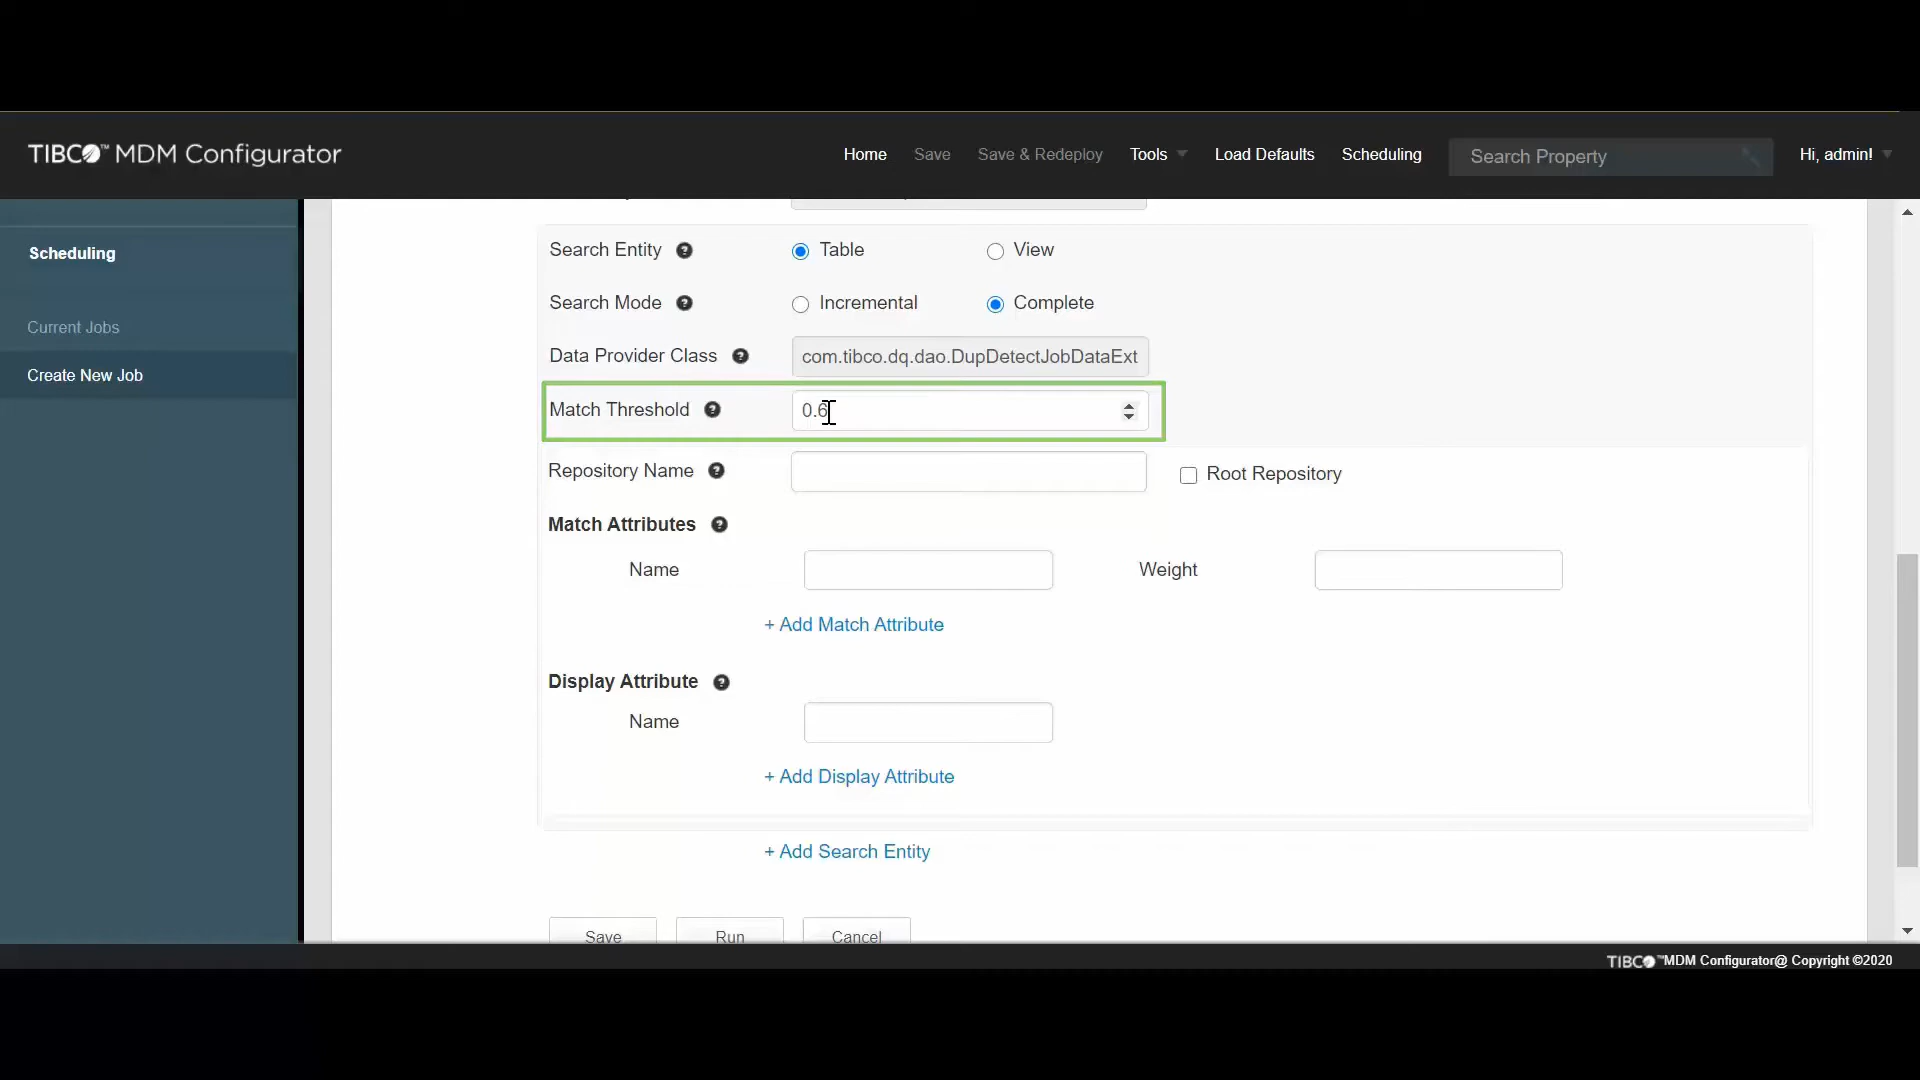 TIBCO™ MDM Configurator
Home Save Save & Redeploy Tools Load Defaults Scheduling Search Property Hi, admin!
Scheduling
Current Jobs
Create New Job
Search Entity ? Table View
Search Mode ? Incremental Complete
Data Provider Class ? com.tibco.dq.dao.DupDetectJobDataExt
Match Threshold ? 0.6
Repository Name ? Root Repository
Match Attributes ?
Name Weight
+ Add Match Attribute
Display Attribute ?
Name
+ Add Display Attribute
+ Add Search Entity
Save Run Cancel
TIBCO™MDM Configurator@ Copyright ©2020